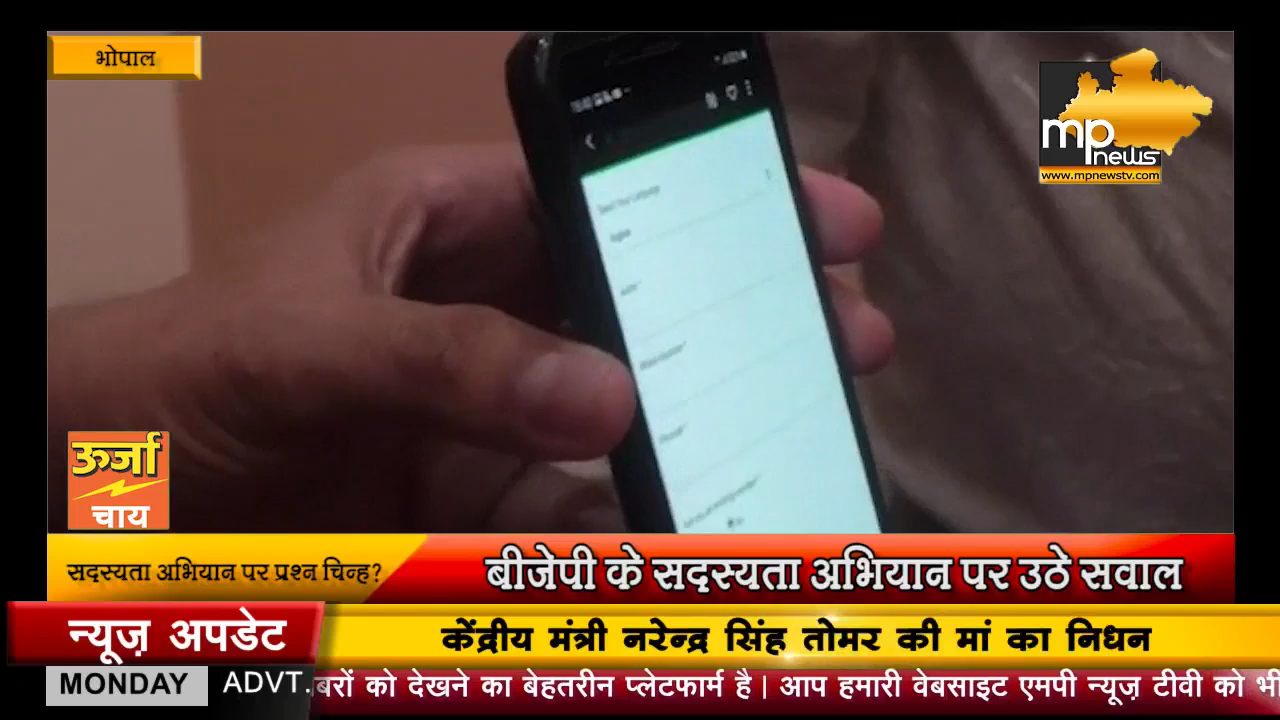 भोपाल
mp
news
www.mpnewstv.com
ऊर्जा
चाय
सदस्यता अभियान पर प्रश्न चिन्ह?
बीजेपी के सदस्यता अभियान पर उठे सवाल
न्यूज़ अपडेट
केंद्रीय मंत्री नरेन्द्र सिंह तोमर की मां का निधन
MONDAY
ADVT.
को देखने का बेहतरीन प्लेटफार्म है | आप हमारी वेबसाइट एमपी न्यूज़ टीवी को